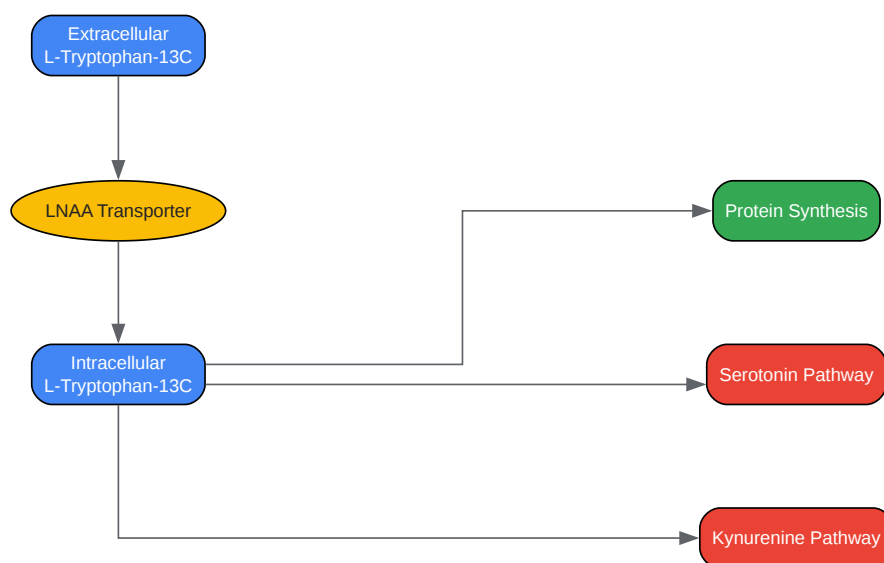 Extracellular
L-Tryptophan-13C
LNAA Transporter
Protein Synthesis
Intracellular
L-Tryptophan-13C
Serotonin Pathway
Kynurenine Pathway